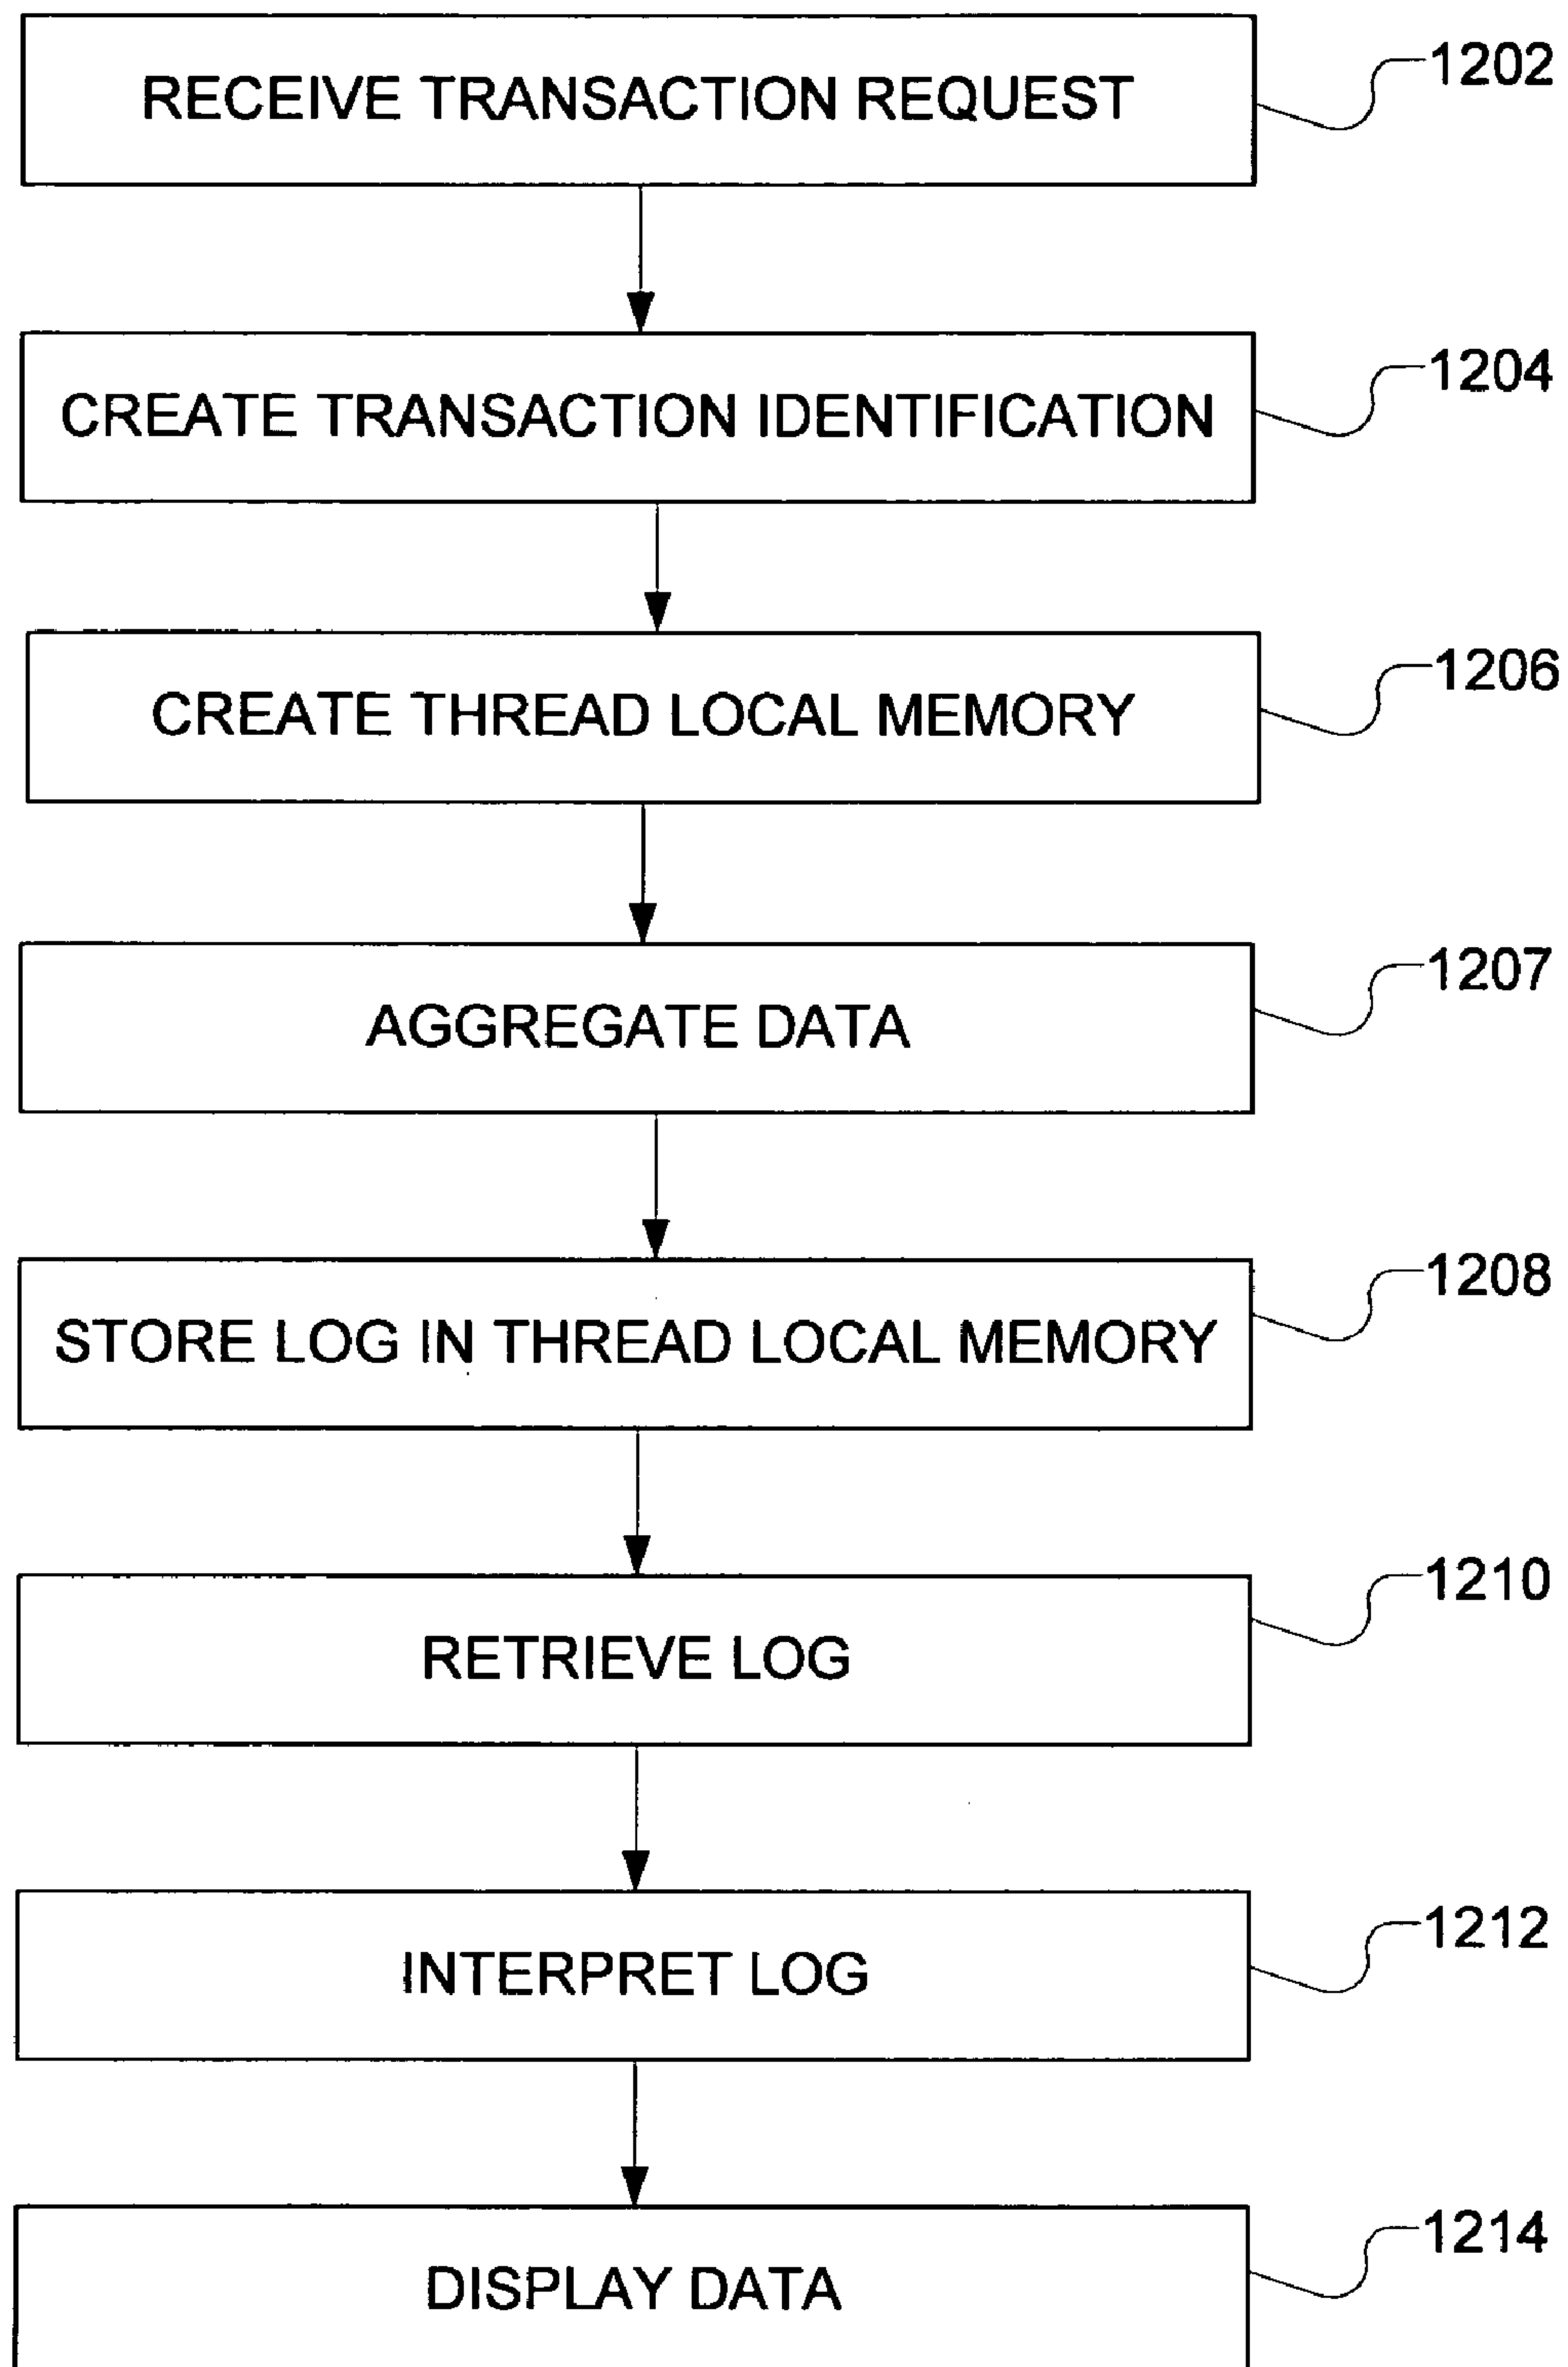 RECEIVE TRANSACTION REQUEST
1202
CREATE TRANSACTION IDENTIFICATION
1204
CREATE THREAD LOCAL MEMORY
1206
AGGREGATE DATA
1207
STORE LOG IN THREAD LOCAL MEMORY
1208
RETRIEVE LOG
1210
INTERPRET LOG
1212
DISPLAY DATA
1214